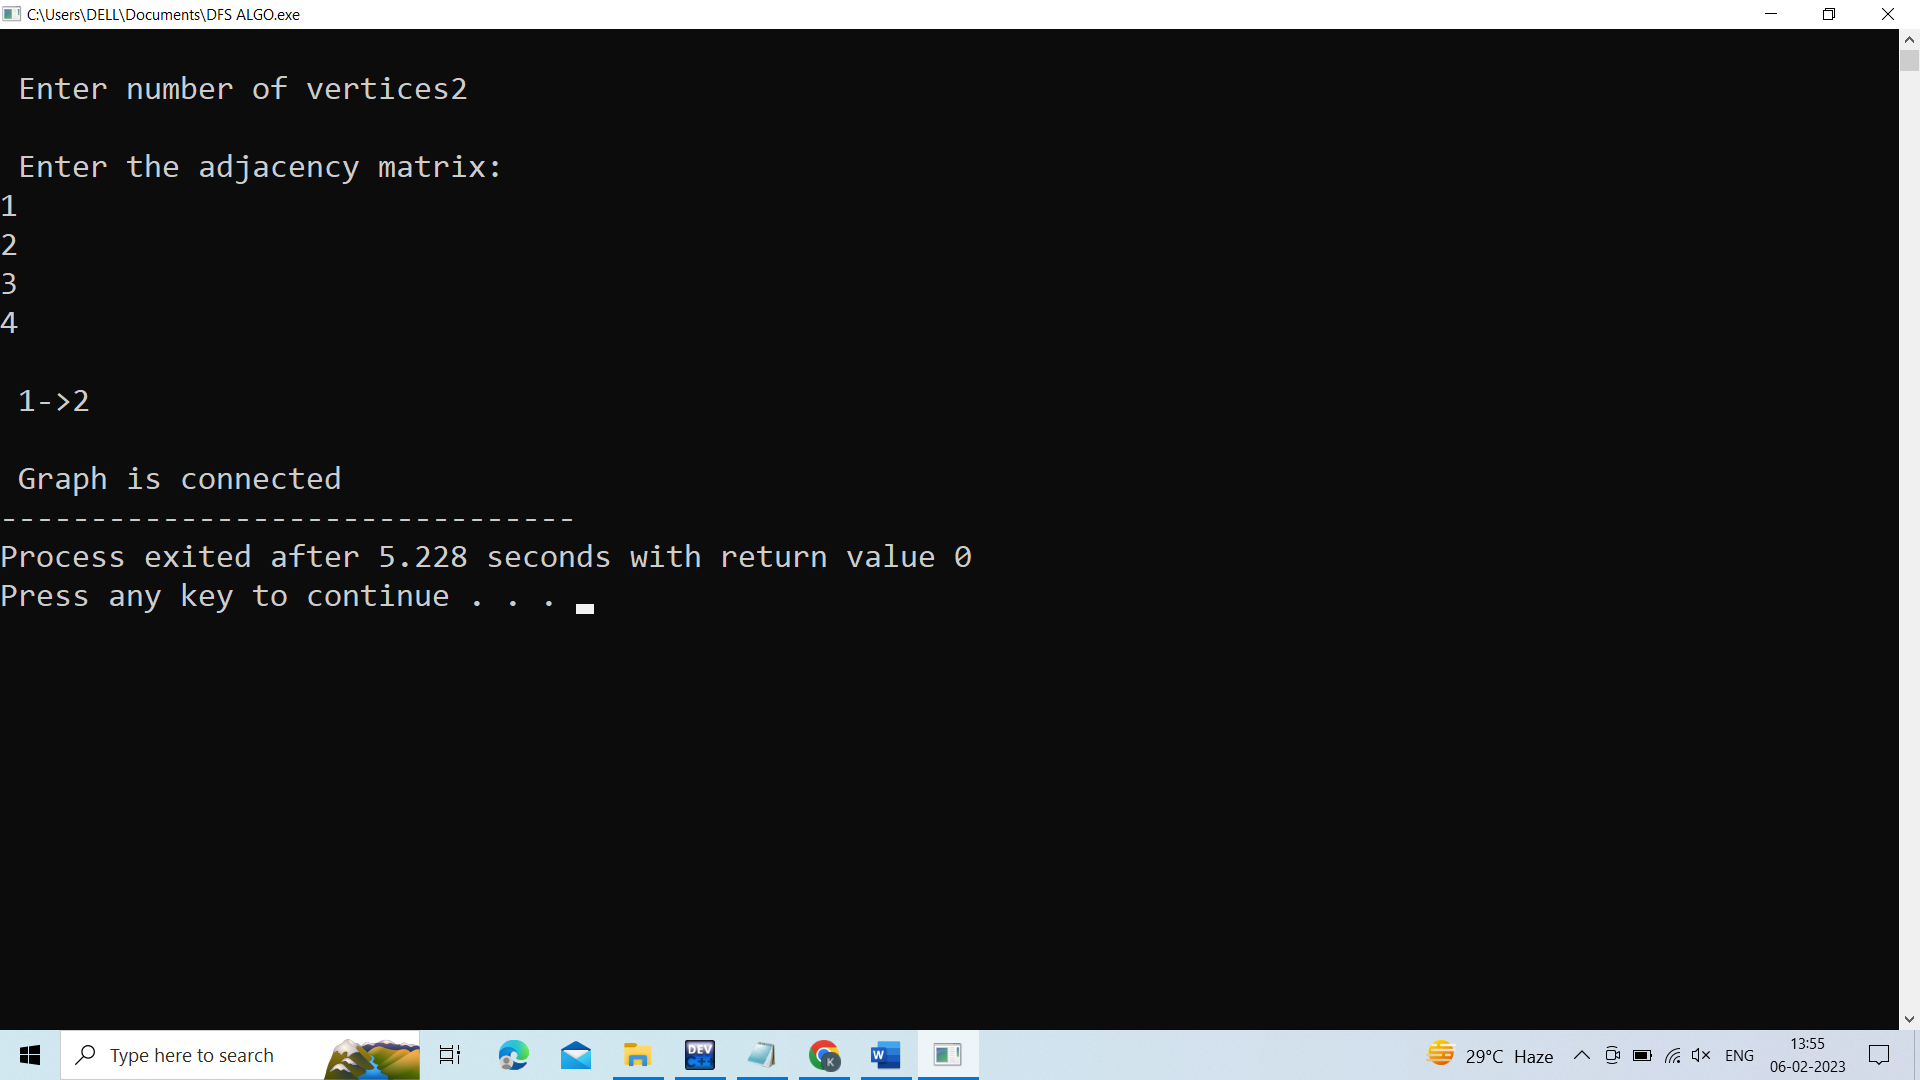 C:\Users\DELL\Documents\DFS ALGO.exe
Enter number of vertices2
Enter the adjacency matrix:
1
2
3
4
1->2
Graph is connected
--------------------------------
Process exited after 5.228 seconds with return value 0
Press any key to continue . . .
Type here to search
DEV
C++
K
W
29°C Haze
ENG
13:55
06-02-2023